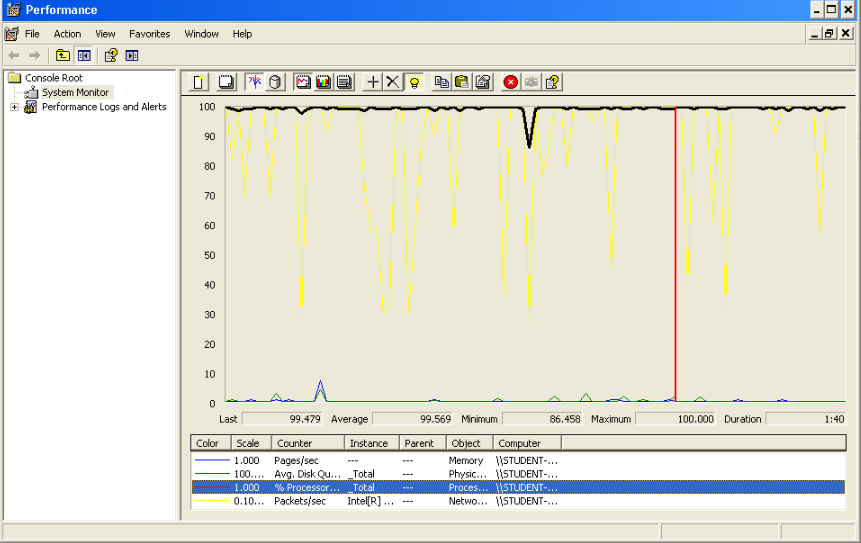 Performance
File Action View Favorites Window Help
Console Root
System Monitor
Performance Logs and Alerts
100
90
80
70
60
50
40
30
20
10
0
Last 99.479 Average 99.569 Minimum 86.458 Maximum 100.000 Duration 1:40
Color Scale Counter Instance Parent Object Computer
1.000 Pages/sec --- --- Memory \\STUDENT-...
100.... Avg. Disk Qu... _Total --- Physic... \\STUDENT-...
1.000 % Processor... _Total --- Proces... \\STUDENT-...
0.10... Packets/sec Intel[R] ... --- Netwo... \\STUDENT-...